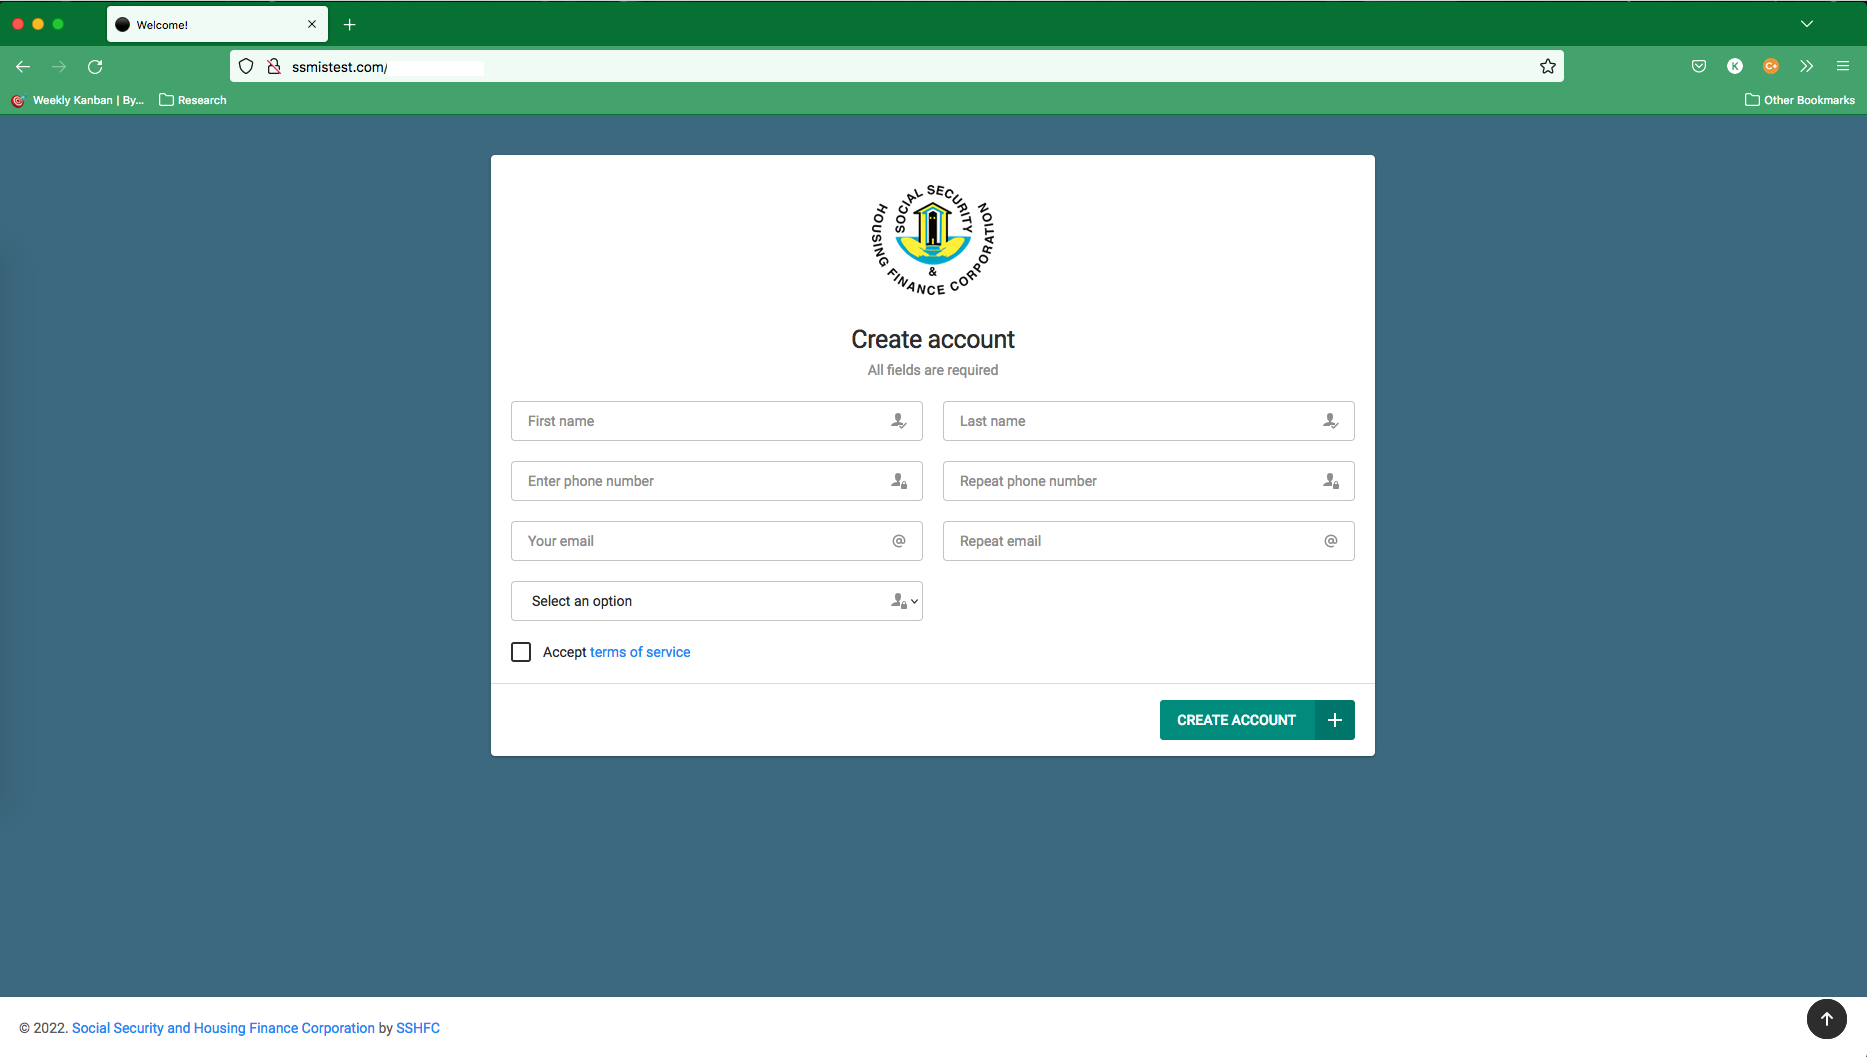 Welcome!
ssmistest.com/
Weekly Kanban | By...
Research
Other Bookmarks
SOCIAL SECURITY
&
HOUSING FINANCE CORPORATION
Create account
All fields are required
First name
Last name
Enter phone number
Repeat phone number
Your email
@
Repeat email
@
Select an option
Accept terms of service
CREATE ACCOUNT +
© 2022. Social Security and Housing Finance Corporation by SSHFC
K
C+